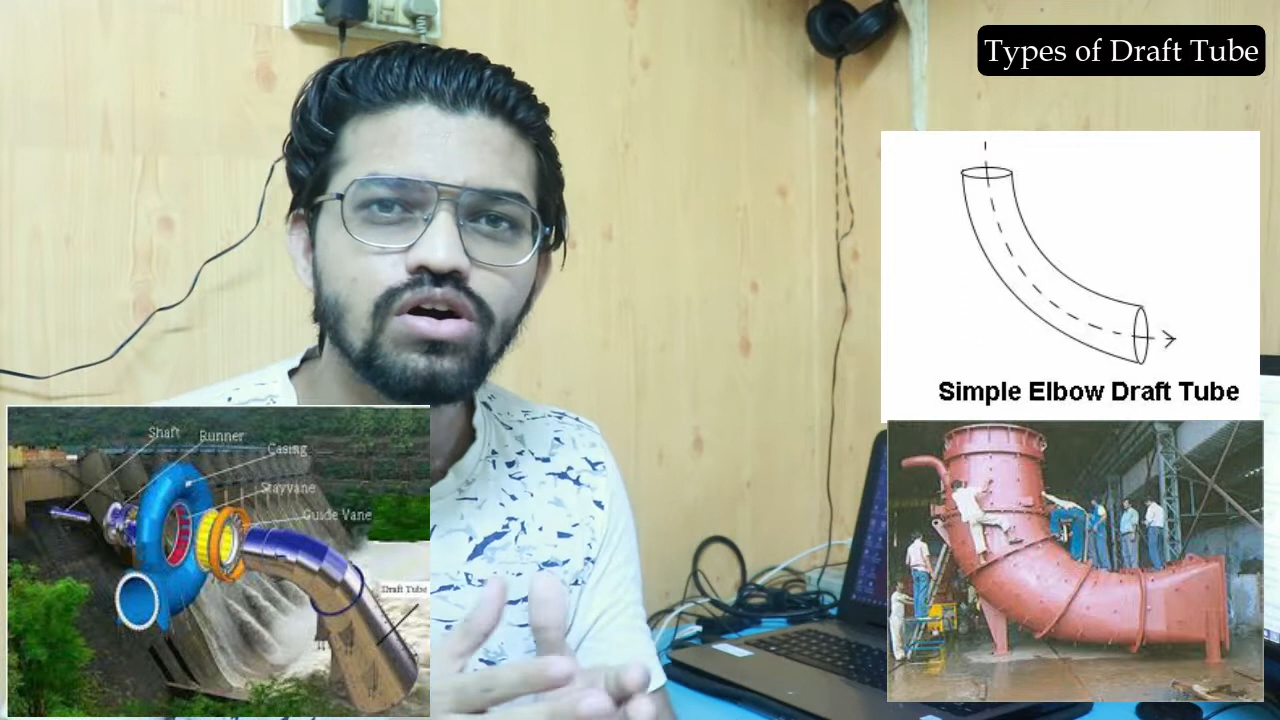 Types of Draft Tube
Simple Elbow Draft Tube
Shaft
Runner
Casing
Stayvane
Guide Vane
Draft Tube